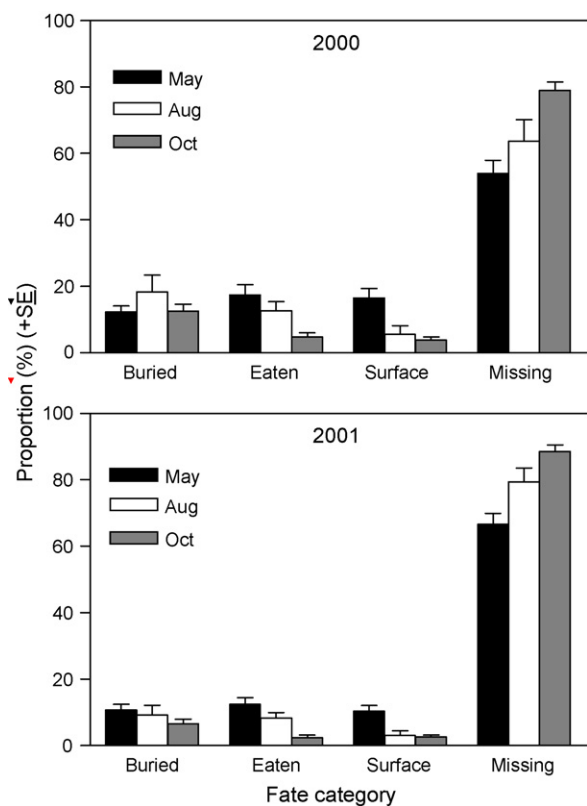 Proportion (%) (+SE)
100
80
60
40
20
0
2000
May
Aug
Oct
Buried Eaten Surface Missing
100
80
60
40
20
0
2001
May
Aug
Oct
Buried Eaten Surface Missing
Fate category